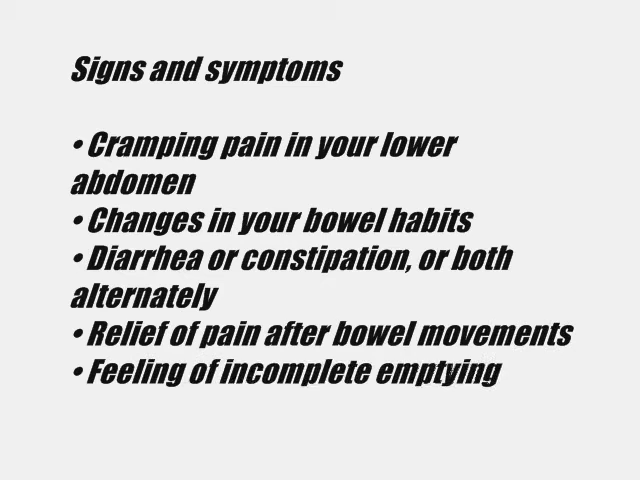 Signs and symptoms
• Cramping pain in your lower
abdomen
• Changes in your bowel habits
• Diarrhea or constipation, or both
alternately
• Relief of pain after bowel movements
• Feeling of incomplete emptying